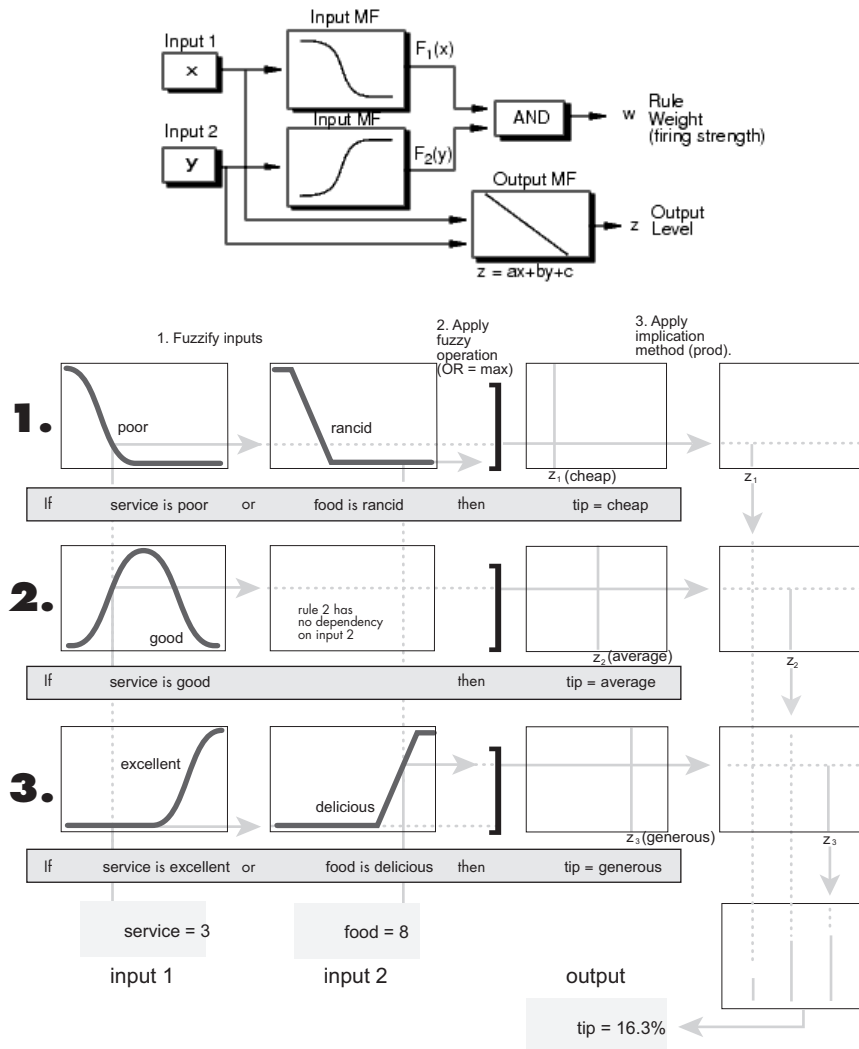 Input MF
Input 1
x
F1(x)
Input MF
Input 2
y
F2(y)
AND
w
Rule
Weight
(firing strength)
Output MF
z
Output
Level
z = ax+by+c
1. Fuzzify inputs
2. Apply
fuzzy
operation
(OR = max)
3. Apply
implication
method (prod).
1.
poor
rancid
z1 (cheap)
z1
If service is poor or food is rancid then tip = cheap
2.
good
rule 2 has
no dependency
on input 2
z2 (average)
z2
If service is good then tip = average
3.
excellent
delicious
z3 (generous)
z3
If service is excellent or food is delicious then tip = generous
service = 3
food = 8
input 1
input 2
output
tip = 16.3%